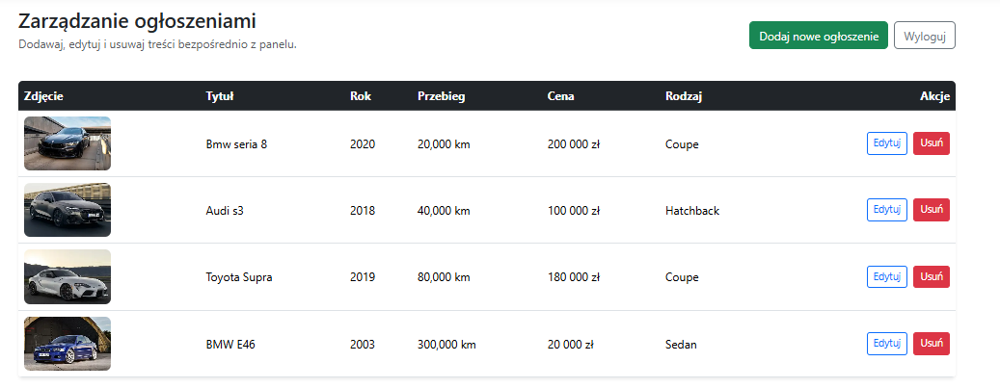 Zarządzanie ogłoszeniami
Dodawaj, edytuj i usuwaj treści bezpośrednio z panelu.
Dodaj nowe ogłoszenie Wyloguj
Zdjęcie Tytuł Rok Przebieg Cena Rodzaj Akcje
Bmw seria 8 2020 20,000 km 200 000 zł Coupe Edytuj Usuń
Audi s3 2018 40,000 km 100 000 zł Hatchback Edytuj Usuń
Toyota Supra 2019 80,000 km 180 000 zł Coupe Edytuj Usuń
BMW E46 2003 300,000 km 20 000 zł Sedan Edytuj Usuń